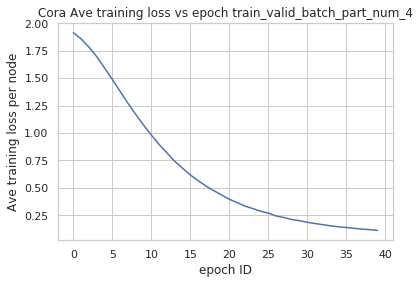 Cora Ave training loss vs epoch train_valid_batch_part_num_4
Ave training loss per node
2.00
1.75
1.50
1.25
1.00
0.75
0.50
0.25
0 5 10 15 20 25 30 35 40
epoch ID